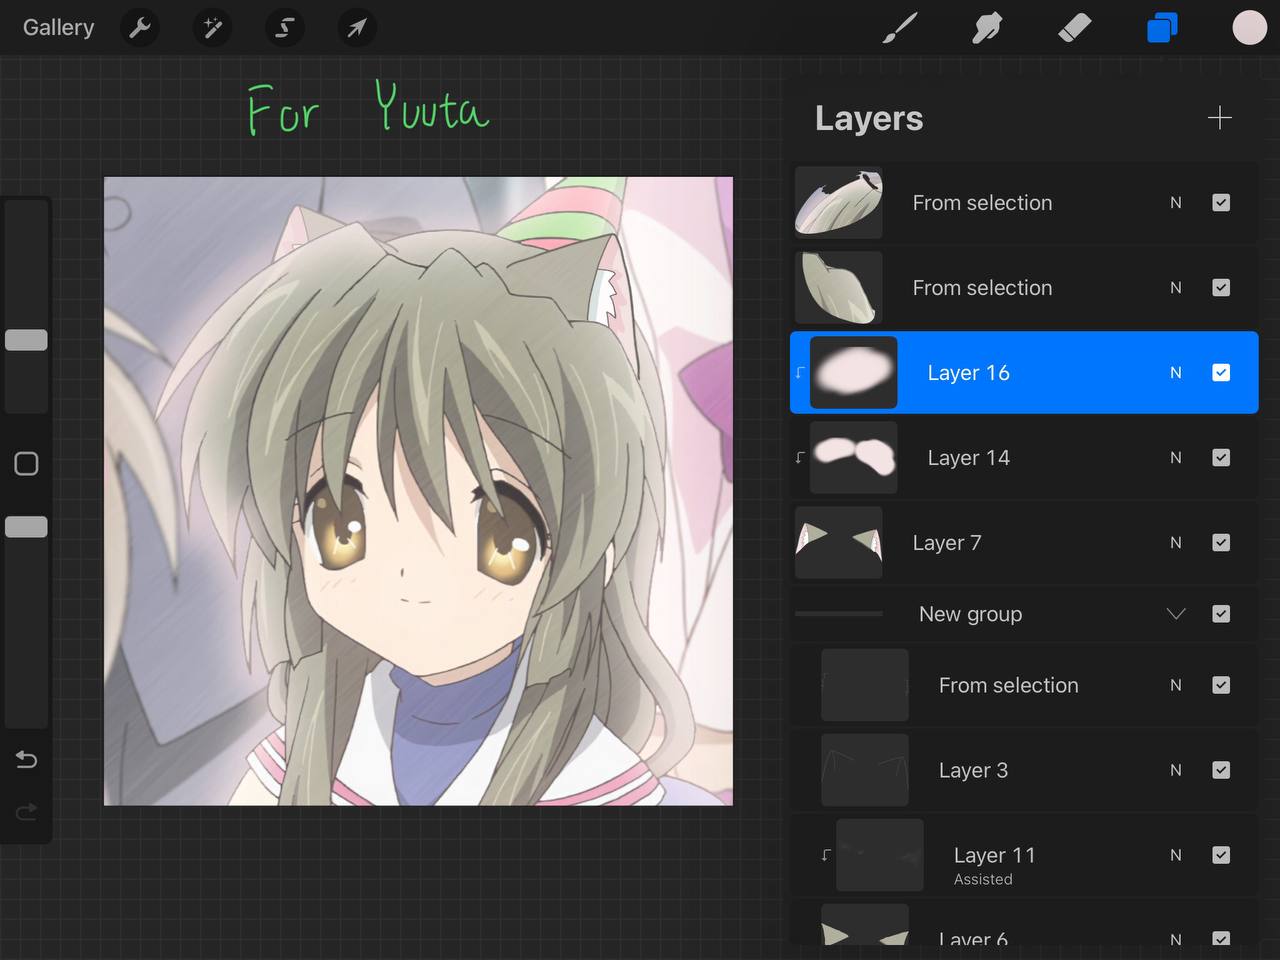 Gallery
For Yuuta
Layers
From selection N
From selection N
Layer 16 N
Layer 14 N
Layer 7 N
New group
From selection N
Layer 3 N
Layer 11 N
Assisted
Layer 6 N